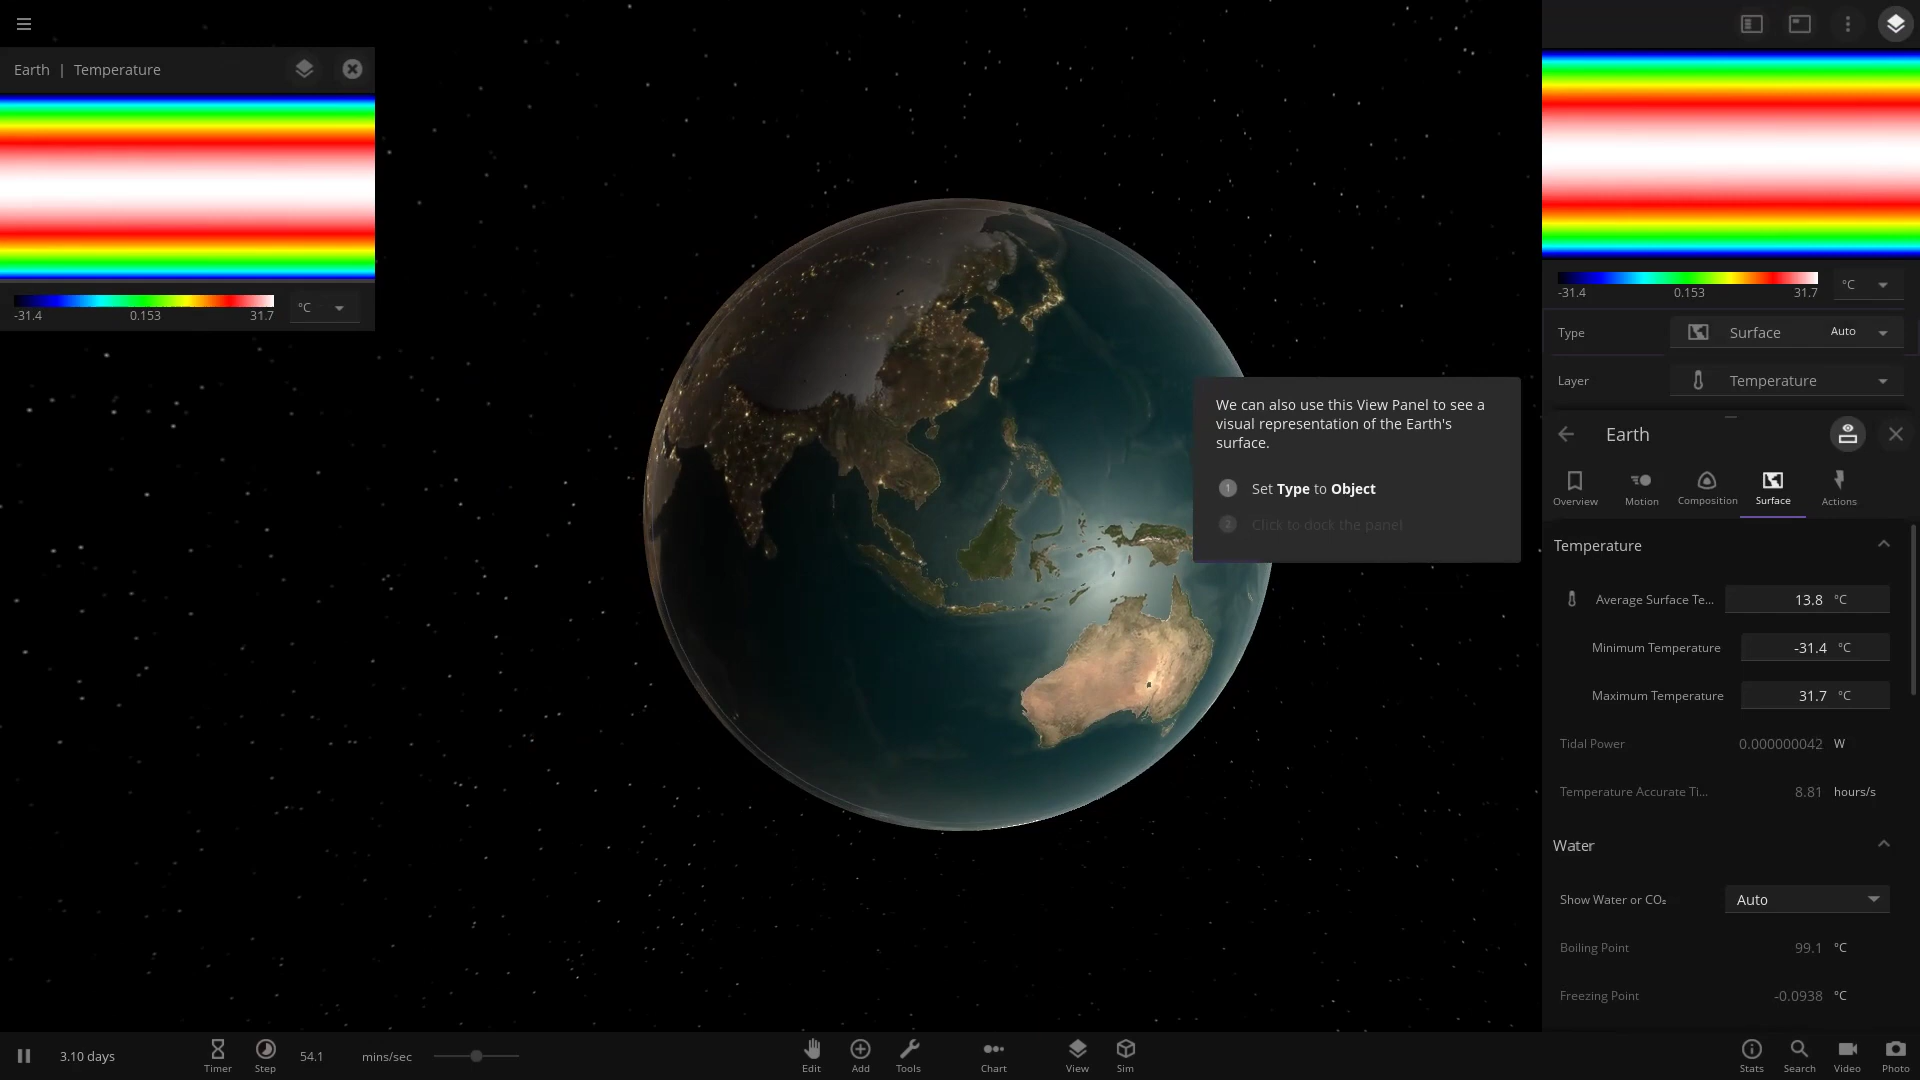 Earth | Temperature
-31.4 0.153 31.7 °C
We can also use this View Panel to see a
visual representation of the Earth's
surface.
1 Set Type to Object
2 Click to dock the panel
-31.4 0.153 31.7 °C
Type Surface Auto
Layer Temperature
Earth
Overview Motion Composition Surface Actions
Temperature
Average Surface Te... 13.8 °C
Minimum Temperature -31.4 °C
Maximum Temperature 31.7 °C
Tidal Power 0.000000042 W
Temperature Accurate Ti... 8.81 hours/s
Water
Show Water or CO₂ Auto
Boiling Point 99.1 °C
Freezing Point -0.0938 °C
3.10 days Timer Step 54.1 mins/sec Edit Add Tools Chart View Sim Stats Search Video Photo